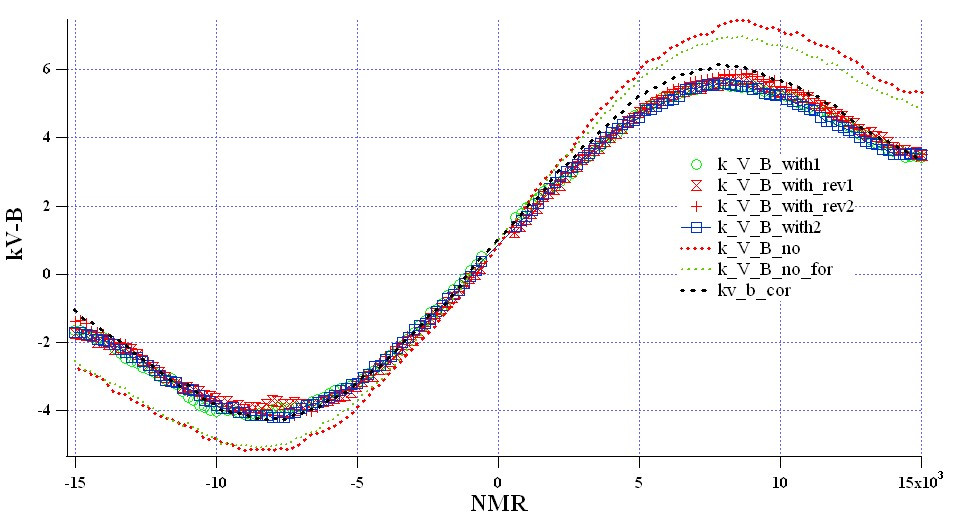 kV-B
6
4
2
0
-2
-4
k_V_B_with1
k_V_B_with_rev1
k_V_B_with_rev2
k_V_B_with2
k_V_B_no
k_V_B_no_for
kv_b_cor
-15
-10
-5
0
5
10
15x10³
NMR